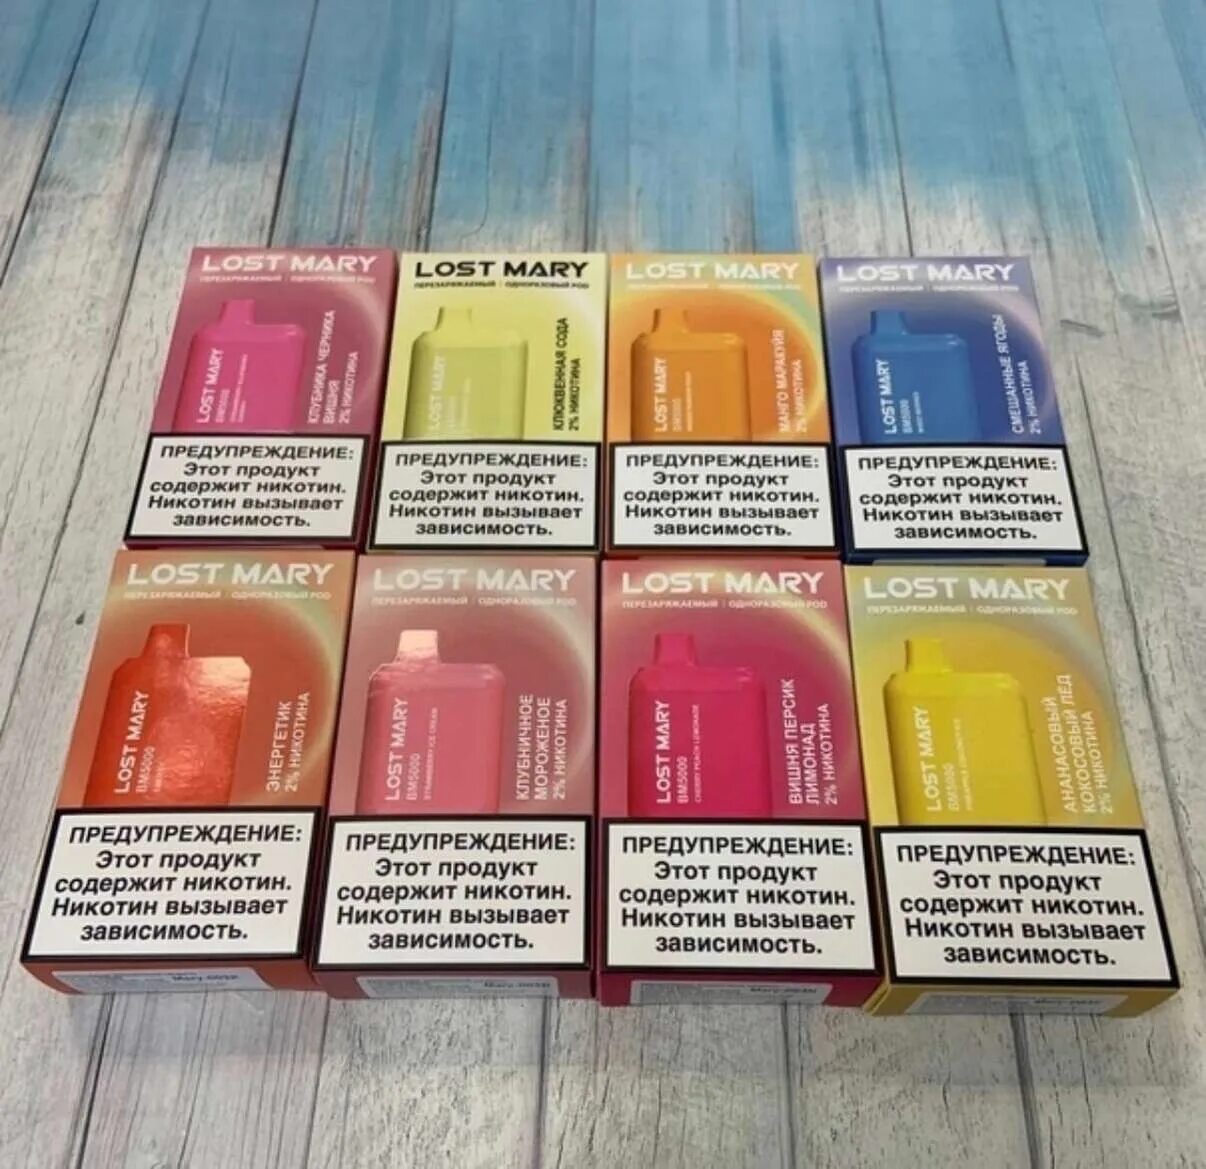 LOST MARY
ПЕРЕЗАРЯЖАЕМЫЙ | ОДНОРАЗОВЫЙ POD
LOST MARY
BM5000
КЛУБНИКА ЧЕРНИКА
ВИШНЯ
2% НИКОТИНА
ПРЕДУПРЕЖДЕНИЕ:
Этот продукт
содержит никотин.
Никотин вызывает
зависимость.
LOST MARY
ПЕРЕЗАРЯЖАЕМЫЙ | ОДНОРАЗОВЫЙ POD
LOST MARY
КЛЮКВЕННАЯ СОДА
2% НИКОТИНА
ПРЕДУПРЕЖДЕНИЕ:
Этот продукт
содержит никотин.
Никотин вызывает
зависимость.
LOST MARY
ПЕРЕЗАРЯЖАЕМЫЙ | ОДНОРАЗОВЫЙ POD
LOST MARY
BM5000
МАНГО МАРАКУЙЯ
2% НИКОТИНА
ПРЕДУПРЕЖДЕНИЕ:
Этот продукт
содержит никотин.
Никотин вызывает
зависимость.
LOST MARY
ПЕРЕЗАРЯЖАЕМЫЙ | ОДНОРАЗОВЫЙ POD
LOST MARY
BM5000
СМЕШАННЫЕ ЯГОДЫ
2% НИКОТИНА
ПРЕДУПРЕЖДЕНИЕ:
Этот продукт
содержит никотин.
Никотин вызывает
зависимость.
LOST MARY
ПЕРЕЗАРЯЖАЕМЫЙ | ОДНОРАЗОВЫЙ POD
LOST MARY
BM5000
ЭНЕРГЕТИК
2% НИКОТИНА
ПРЕДУПРЕЖДЕНИЕ:
Этот продукт
содержит никотин.
Никотин вызывает
зависимость.
LOST MARY
ПЕРЕЗАРЯЖАЕМЫЙ | ОДНОРАЗОВЫЙ POD
LOST MARY
BM5000
STRAWBERRY ICE CREAM
КЛУБНИЧНОЕ
МОРОЖЕНОЕ
2% НИКОТИНА
ПРЕДУПРЕЖДЕНИЕ:
Этот продукт
содержит никотин.
Никотин вызывает
зависимость.
LOST MARY
ПЕРЕЗАРЯЖАЕМЫЙ | ОДНОРАЗОВЫЙ POD
LOST MARY
BM5000
CHERRY PEACH LEMONADE
ВИШНЯ ПЕРСИК
ЛИМОНАД
2% НИКОТИНА
ПРЕДУПРЕЖДЕНИЕ:
Этот продукт
содержит никотин.
Никотин вызывает
зависимость.
LOST MARY
ПЕРЕЗАРЯЖАЕМЫЙ | ОДНОРАЗОВЫЙ POD
LOST MARY
BM5000
АНАНАСОВЫЙ
КОКОСОВЫЙ ЛЁД
2% НИКОТИНА
ПРЕДУПРЕЖДЕНИЕ:
Этот продукт
содержит никотин.
Никотин вызывает
зависимость.